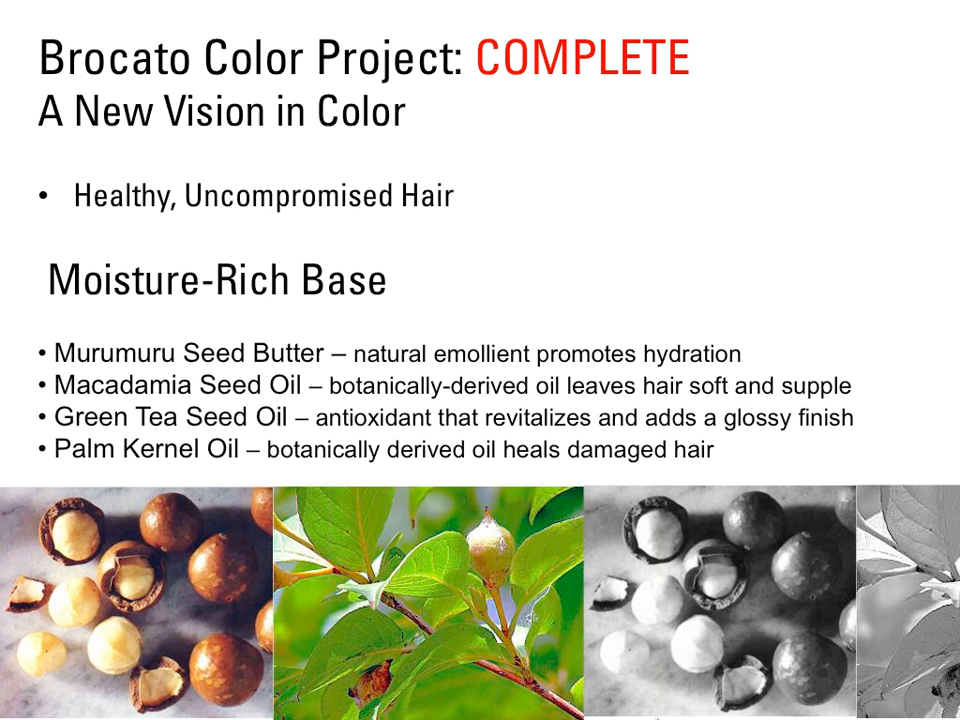 Brocato Color Project: COMPLETE
A New Vision in Color
• Healthy, Uncompromised Hair
Moisture-Rich Base
• Murumuru Seed Butter – natural emollient promotes hydration
• Macadamia Seed Oil – botanically-derived oil leaves hair soft and supple
• Green Tea Seed Oil – antioxidant that revitalizes and adds a glossy finish
• Palm Kernel Oil – botanically derived oil heals damaged hair